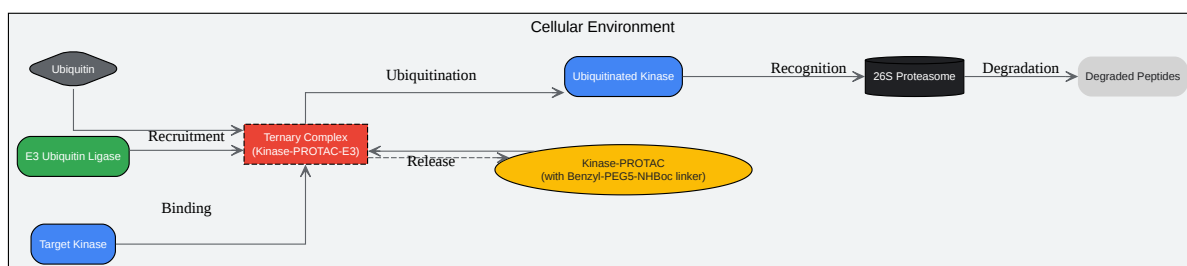 Cellular Environment
Ubiquitin
Ubiquitination
Ubiquitinated Kinase
Recognition
26S Proteasome
Degradation
Degraded Peptides
E3 Ubiquitin Ligase
Recruitment
Ternary Complex
(Kinase-PROTAC-E3)
Release
Kinase-PROTAC
(with Benzyl-PEG5-NHBoc linker)
Binding
Target Kinase